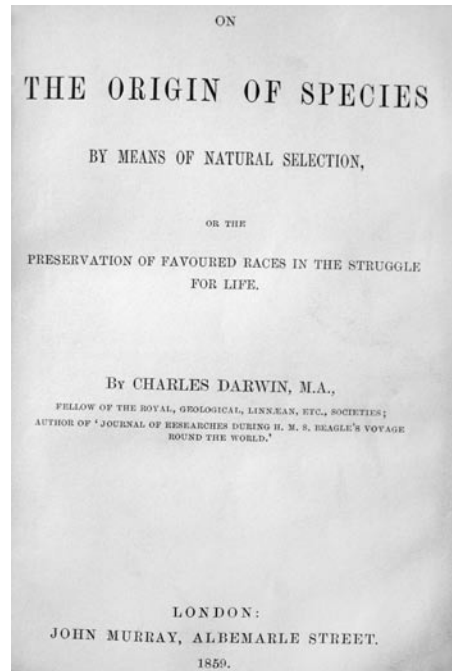 ON
THE ORIGIN OF SPECIES
BY MEANS OF NATURAL SELECTION,
OR THE
PRESERVATION OF FAVOURED RACES IN THE STRUGGLE
FOR LIFE.
BY CHARLES DARWIN, M.A.,
FELLOW OF THE ROYAL, GEOLOGICAL, LINNÆAN, ETC., SOCIETIES;
AUTHOR OF ‘JOURNAL OF RESEARCHES DURING H. M. S. BEAGLE’S VOYAGE
ROUND THE WORLD.’
LONDON:
JOHN MURRAY, ALBEMARLE STREET.
1859.